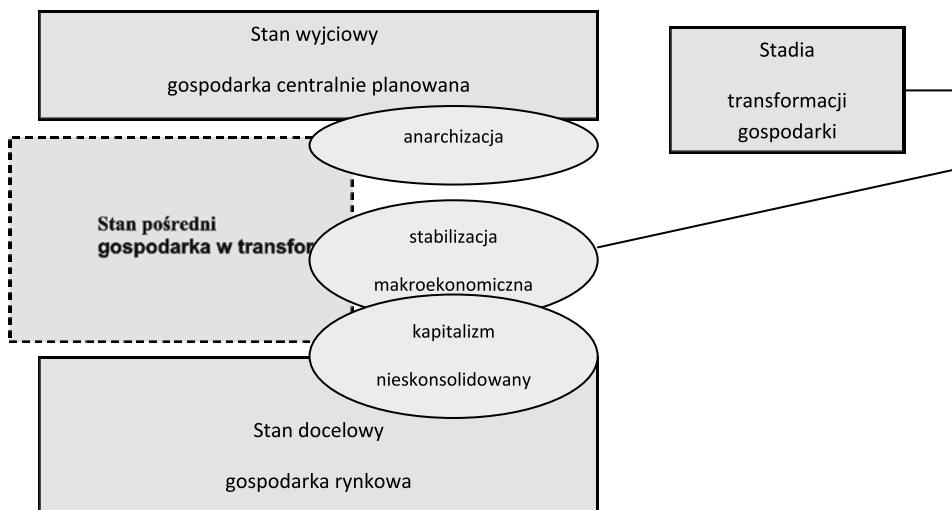 Stan wyjciowy
gospodarka centralnie planowana
Stadia
transformacji
gospodarki
anarchizacja
Stan pośredni
gospodarka w transfor
stabilizacja
makroekonomiczna
kapitalizm
nieskonsolidowany
Stan docelowy
gospodarka rynkowa